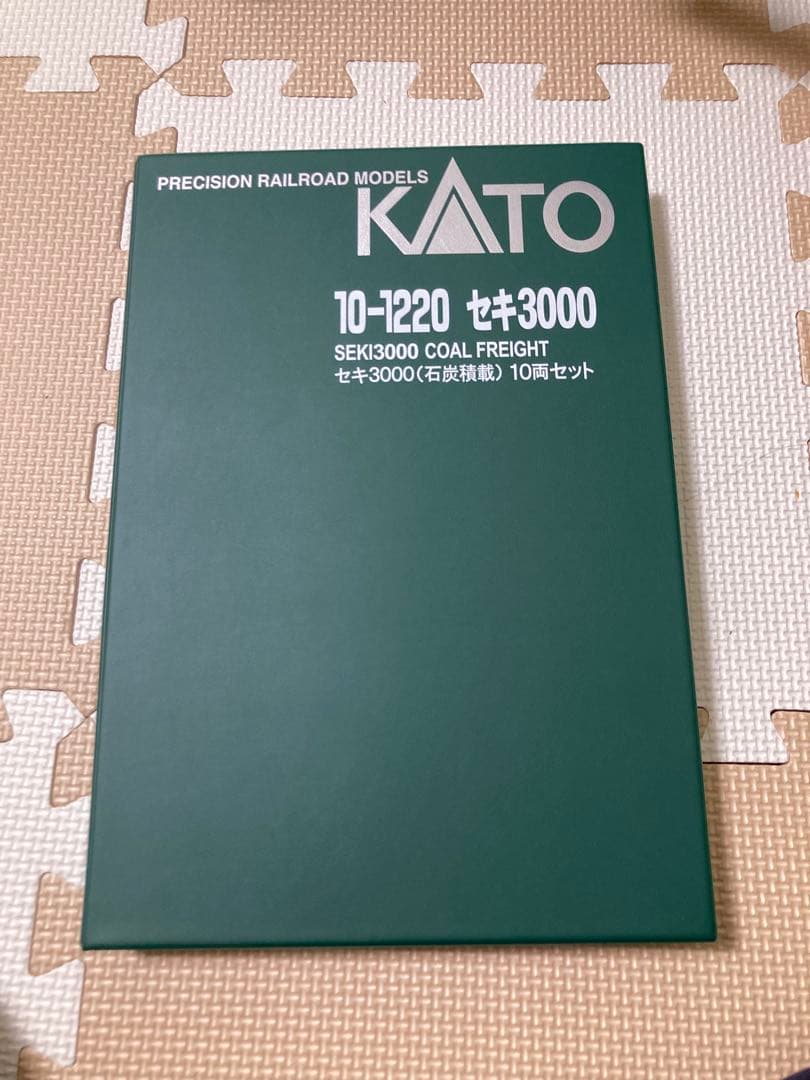 PRECISION RAILROAD MODELS
KATO
10-1220 セキ3000
SEKI3000 COAL FREIGHT
セキ3000(石炭積載) 10両セット